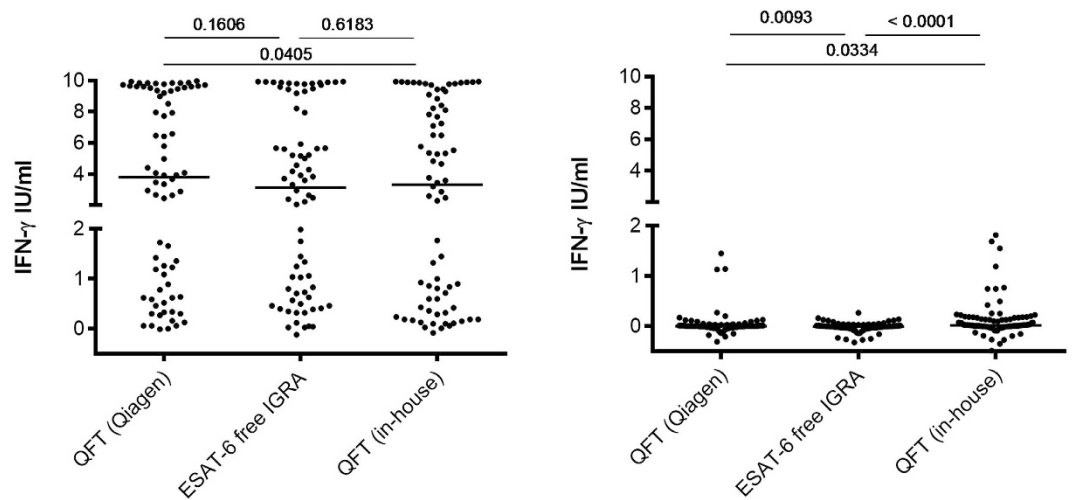 0.1606 0.6183
0.0405
10
8
6
4
2
1
0
IFN-γ IU/ml
QFT (Qiagen)
ESAT-6 free IGRA
QFT (in-house)
0.0093 < 0.0001
0.0334
10
8
6
4
2
1
0
IFN-γ IU/ml
QFT (Qiagen)
ESAT-6 free IGRA
QFT (in-house)